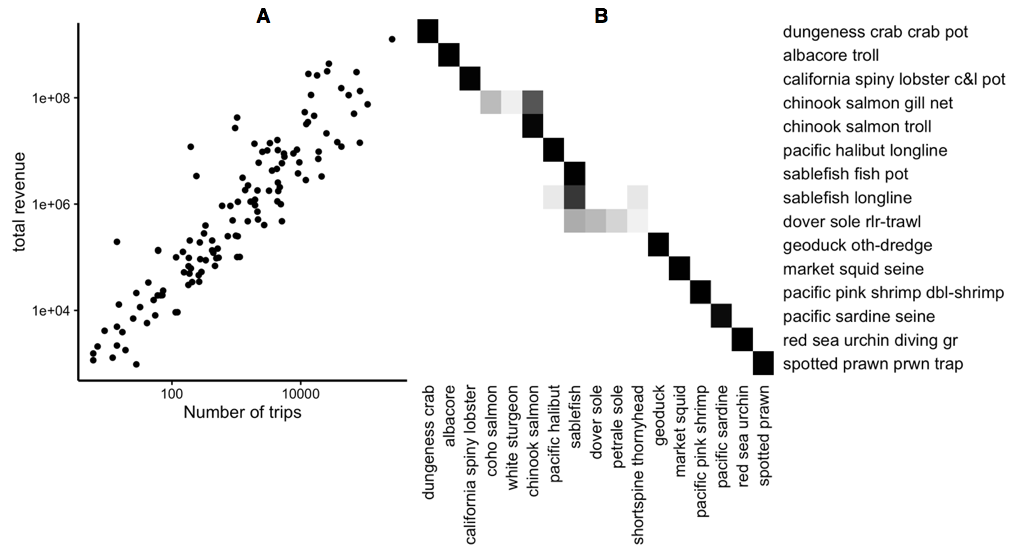 A
B
total revenue
1e+08
1e+06
1e+04
100
10000
Number of trips
dungeness crab crab pot
albacore troll
california spiny lobster c&l pot
chinook salmon gill net
chinook salmon troll
pacific halibut longline
sablefish fish pot
sablefish longline
dover sole rlr-trawl
geoduck oth-dredge
market squid seine
pacific pink shrimp dbl-shrimp
pacific sardine seine
red sea urchin diving gr
spotted prawn prwn trap
dungeness crab
albacore
california spiny lobster
coho salmon
white sturgeon
chinook salmon
pacific halibut
sablefish
dover sole
petrale sole
shortspine thornyhead
geoduck
market squid
pacific pink shrimp
pacific sardine
red sea urchin
spotted prawn